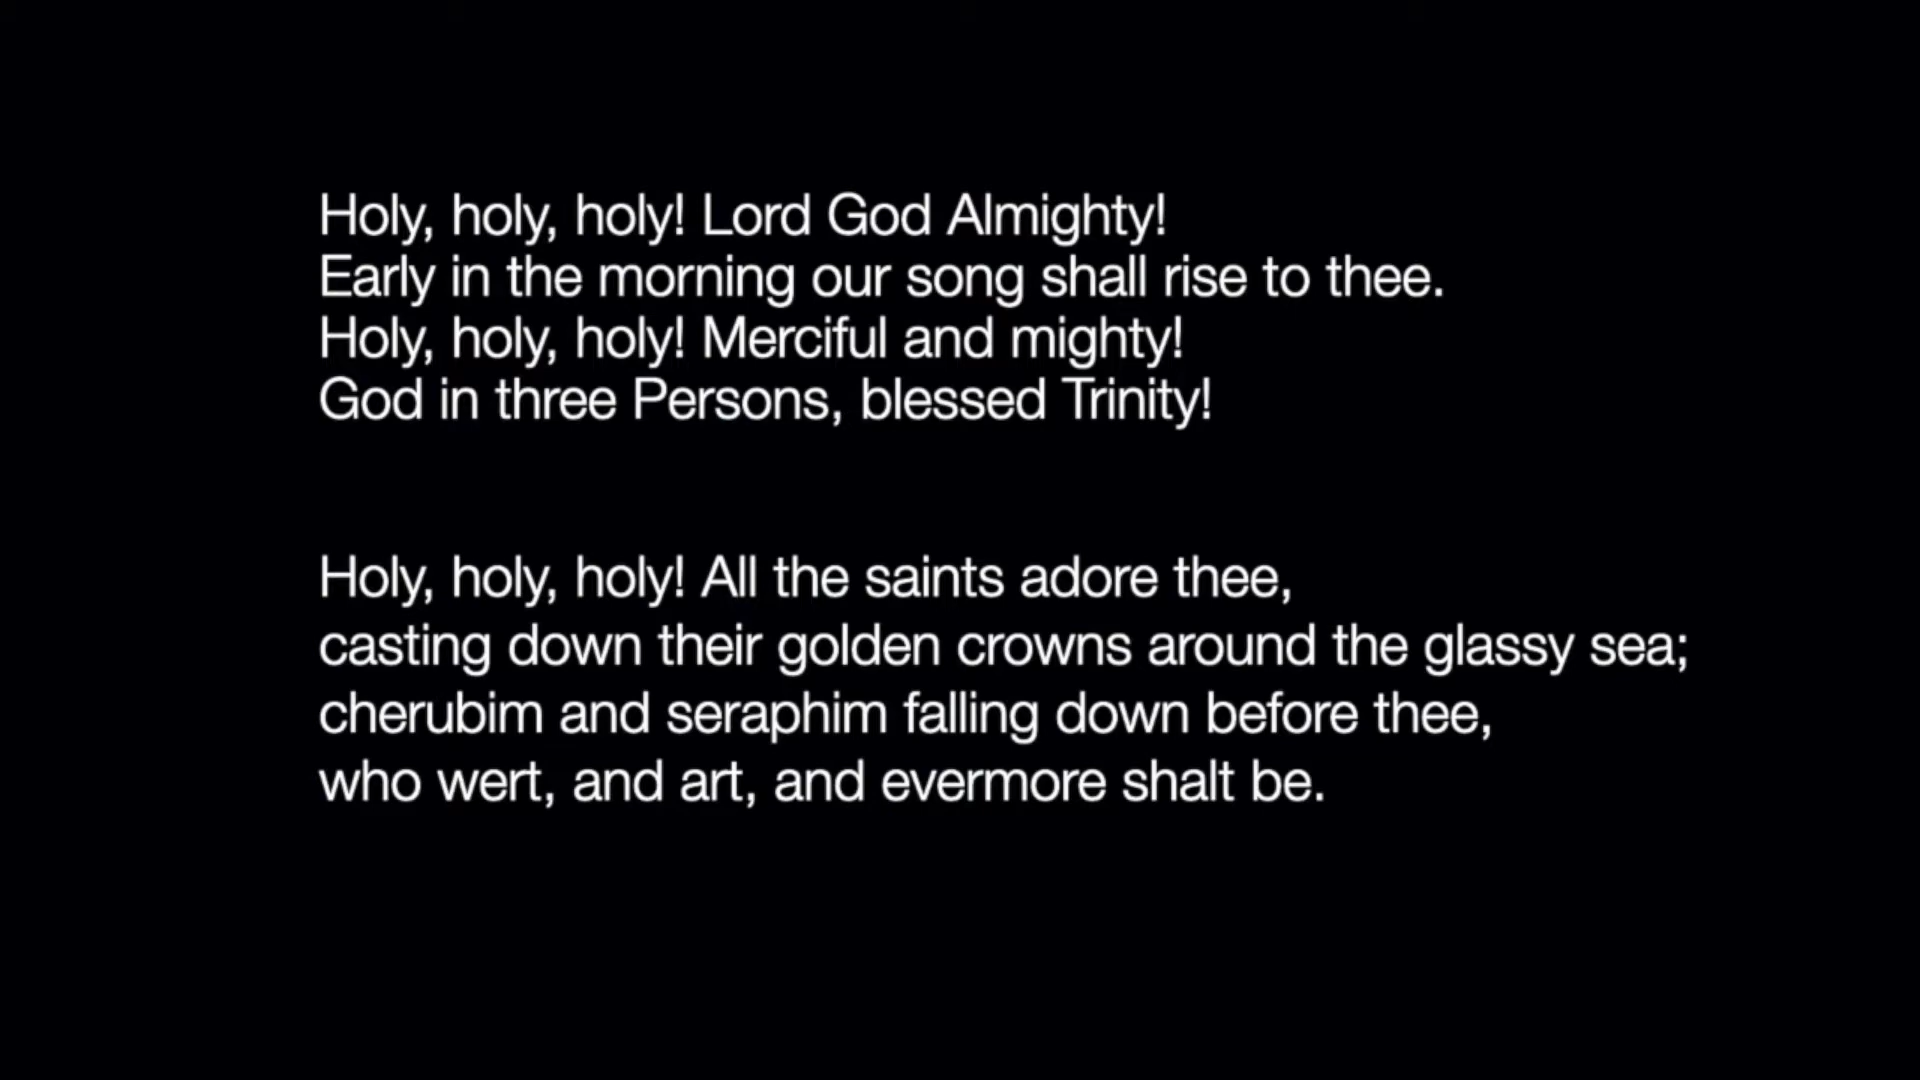 Holy, holy, holy! Lord God Almighty!
Early in the morning our song shall rise to thee.
Holy, holy, holy! Merciful and mighty!
God in three Persons, blessed Trinity!
Holy, holy, holy! All the saints adore thee,
casting down their golden crowns around the glassy sea;
cherubim and seraphim falling down before thee,
who wert, and art, and evermore shalt be.